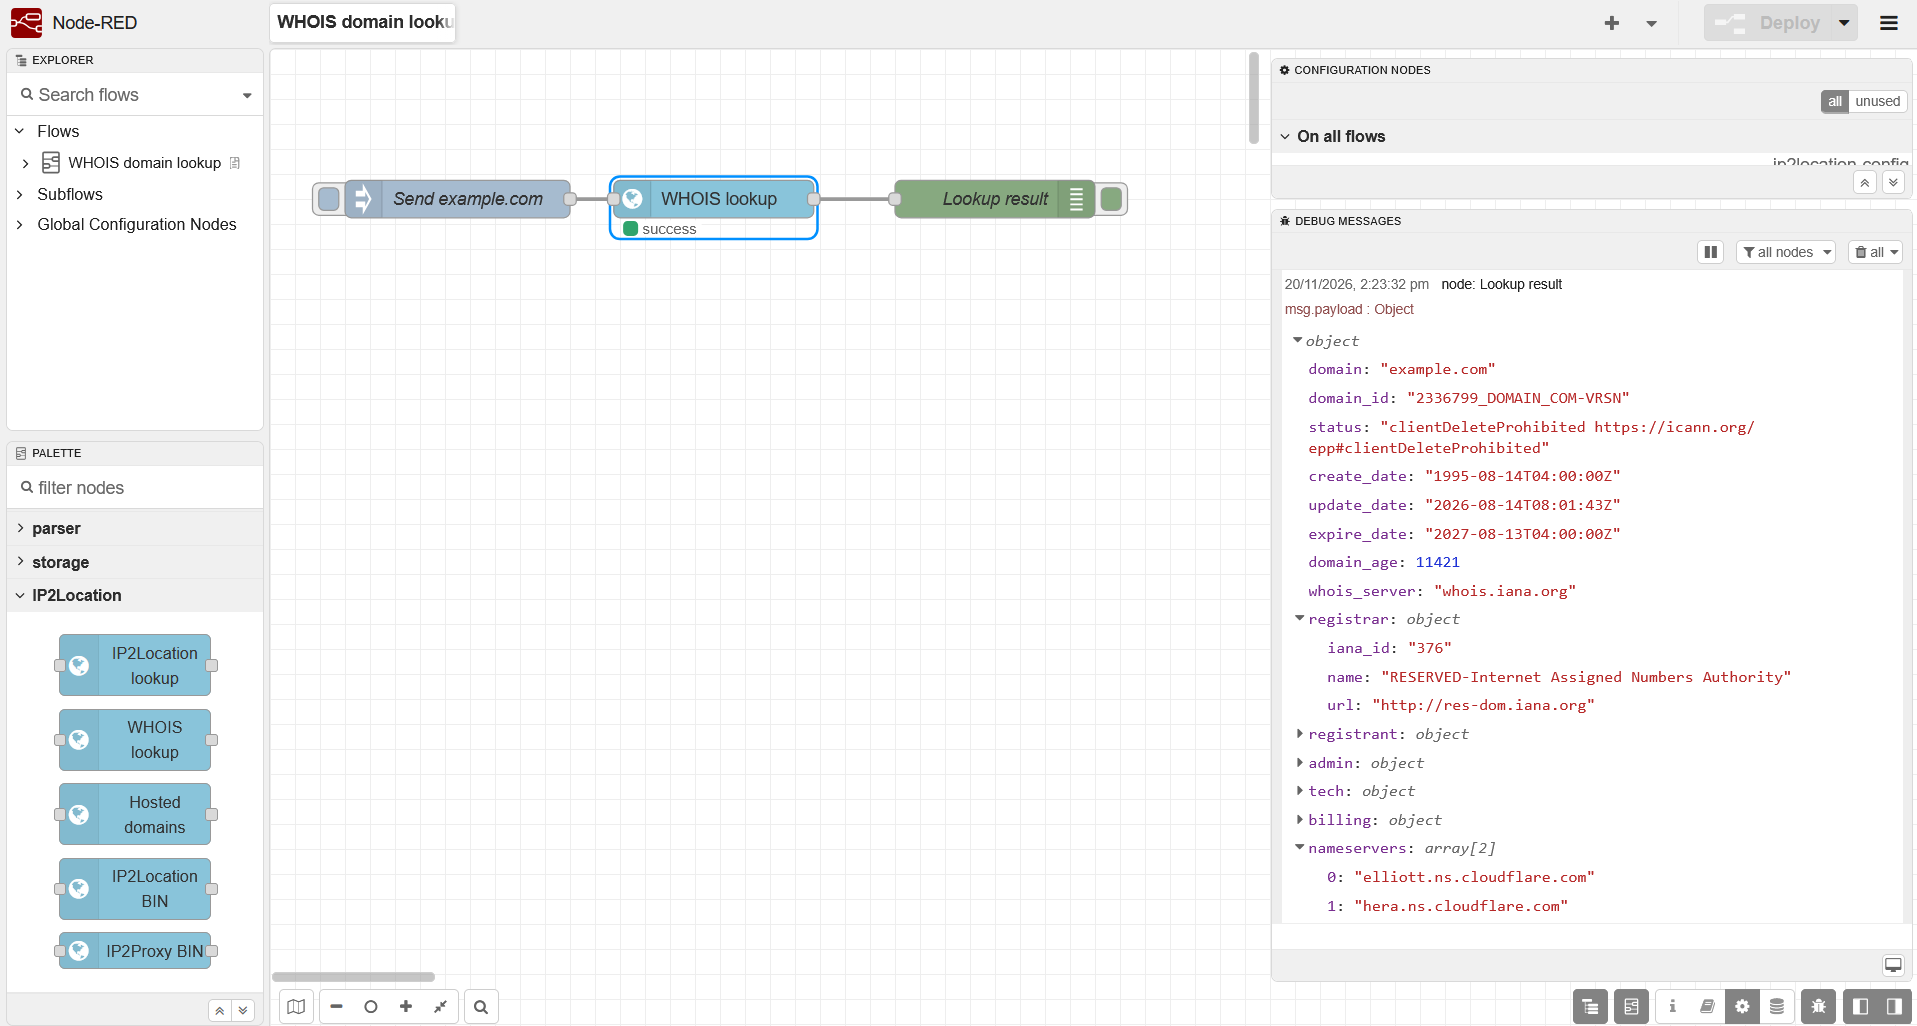 Node-RED
WHOIS domain looku
Deploy
EXPLORER
Search flows
Flows
WHOIS domain lookup
Subflows
Global Configuration Nodes
PALETTE
filter nodes
parser
storage
IP2Location
IP2Location
lookup
WHOIS
lookup
Hosted
domains
IP2Location
BIN
IP2Proxy BIN
Send example.com
WHOIS lookup
success
Lookup result
CONFIGURATION NODES
all
unused
On all flows
ip2location-config
DEBUG MESSAGES
all nodes
all
20/11/2026, 2:23:32 pm node: Lookup result
msg.payload : Object
object
domain: "example.com"
domain_id: "2336799_DOMAIN_COM-VRSN"
status: "clientDeleteProhibited https://icann.org/
epp#clientDeleteProhibited"
create_date: "1995-08-14T04:00:00Z"
update_date: "2026-08-14T08:01:43Z"
expire_date: "2027-08-13T04:00:00Z"
domain_age: 11421
whois_server: "whois.iana.org"
registrar: object
iana_id: "376"
name: "RESERVED-Internet Assigned Numbers Authority"
url: "http://res-dom.iana.org"
registrant: object
admin: object
tech: object
billing: object
nameservers: array[2]
0: "elliott.ns.cloudflare.com"
1: "hera.ns.cloudflare.com"